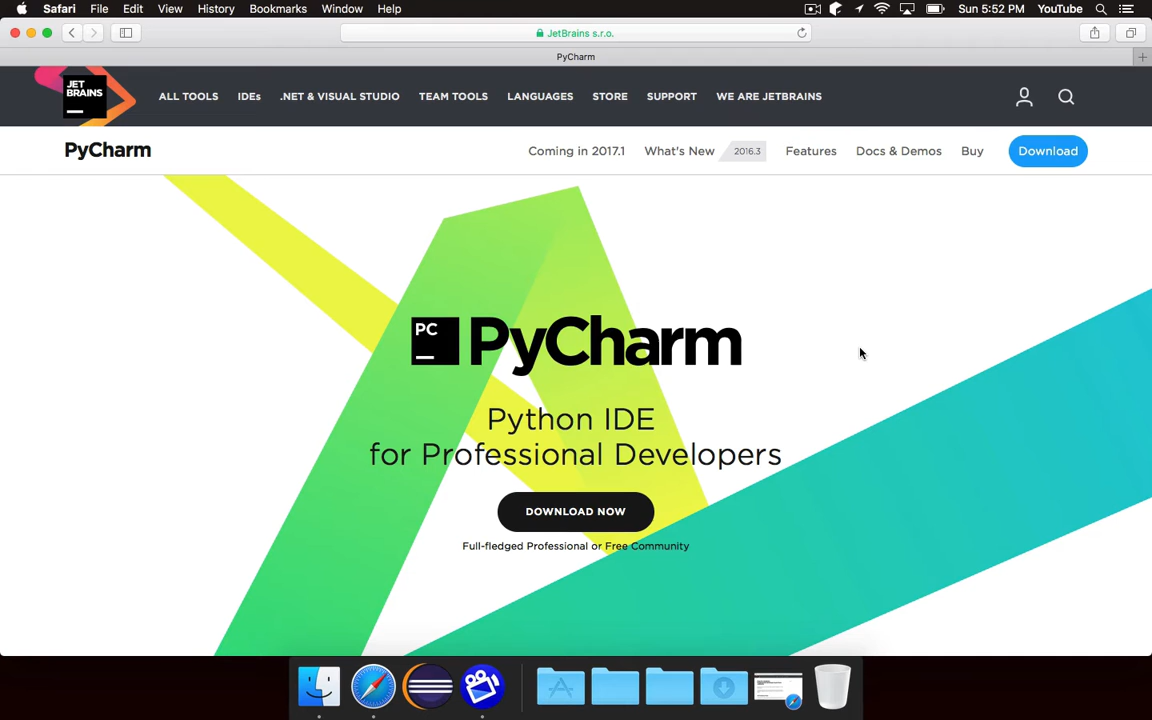 Safari File Edit View History Bookmarks Window Help Sun 5:52 PM YouTube
JetBrains s.r.o.
PyCharm
JET
BRAINS
ALL TOOLS IDEs .NET & VISUAL STUDIO TEAM TOOLS LANGUAGES STORE SUPPORT WE ARE JETBRAINS
PyCharm Coming in 2017.1 What's New 2016.3 Features Docs & Demos Buy Download
PC PyCharm
Python IDE
for Professional Developers
DOWNLOAD NOW
Full-fledged Professional or Free Community